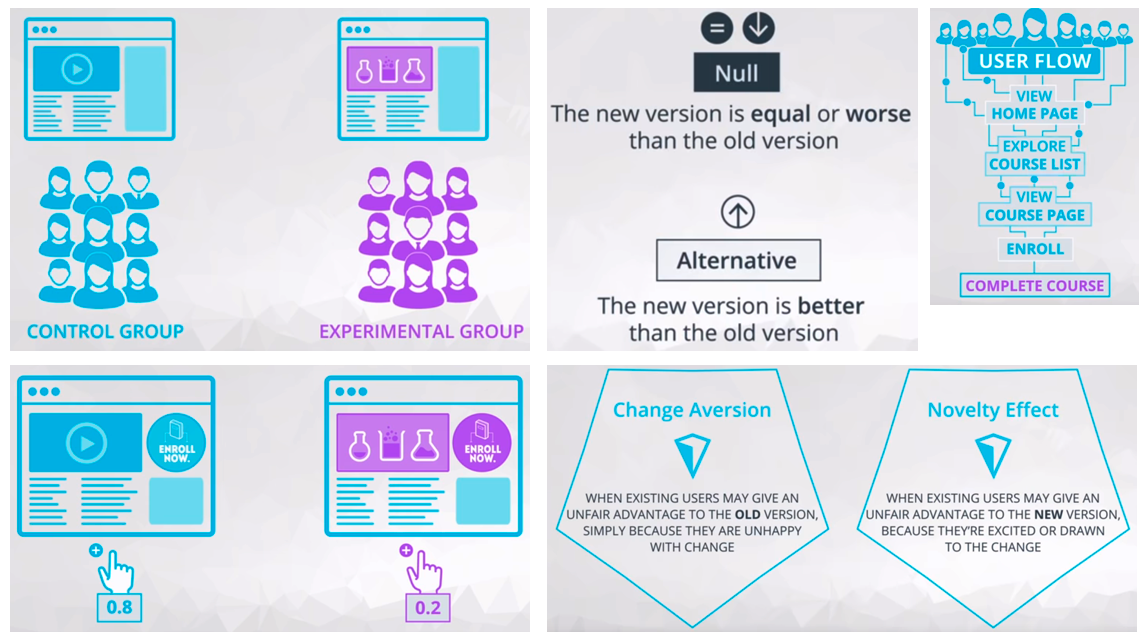 CONTROL GROUP
EXPERIMENTAL GROUP
Null
The new version is equal or worse
than the old version
Alternative
The new version is better
than the old version
USER FLOW
VIEW
HOME PAGE
EXPLORE
COURSE LIST
VIEW
COURSE PAGE
ENROLL
COMPLETE COURSE
ENROLL
NOW.
0.8
ENROLL
NOW.
0.2
Change Aversion
WHEN EXISTING USERS MAY GIVE AN
UNFAIR ADVANTAGE TO THE OLD VERSION,
SIMPLY BECAUSE THEY ARE UNHAPPY
WITH CHANGE
Novelty Effect
WHEN EXISTING USERS MAY GIVE AN
UNFAIR ADVANTAGE TO THE NEW VERSION,
BECAUSE THEY'RE EXCITED OR DRAWN
TO THE CHANGE